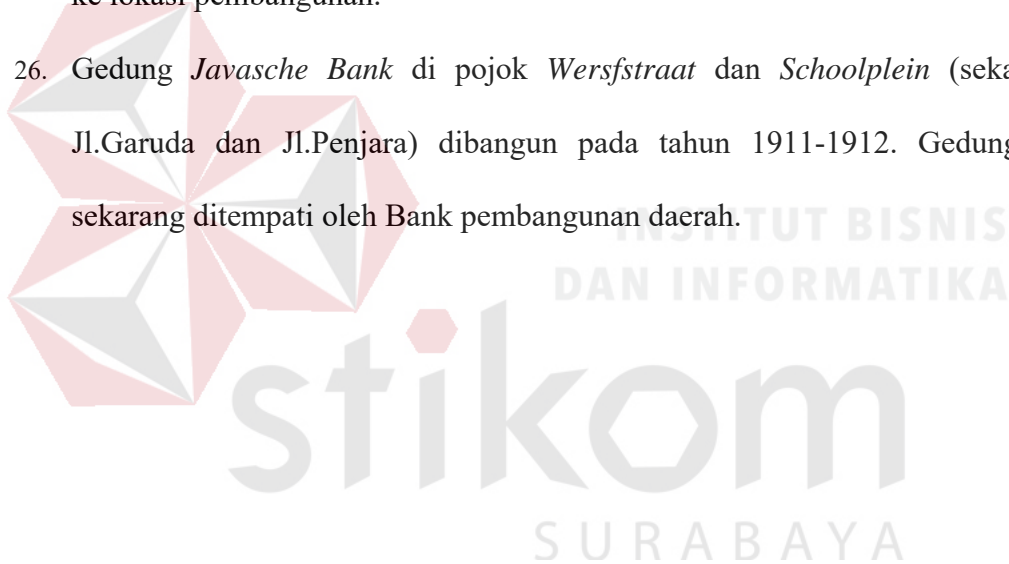 ke lokasi pembangunan.
26. Gedung Javasche Bank di pojok Wersfstraat dan Schoolplein (seka
Jl.Garuda dan Jl.Penjara) dibangun pada tahun 1911-1912. Gedung
sekarang ditempati oleh Bank pembangunan daerah.
INSTITUT BISNIS
DAN INFORMATIKA
stikom
SURABAYA